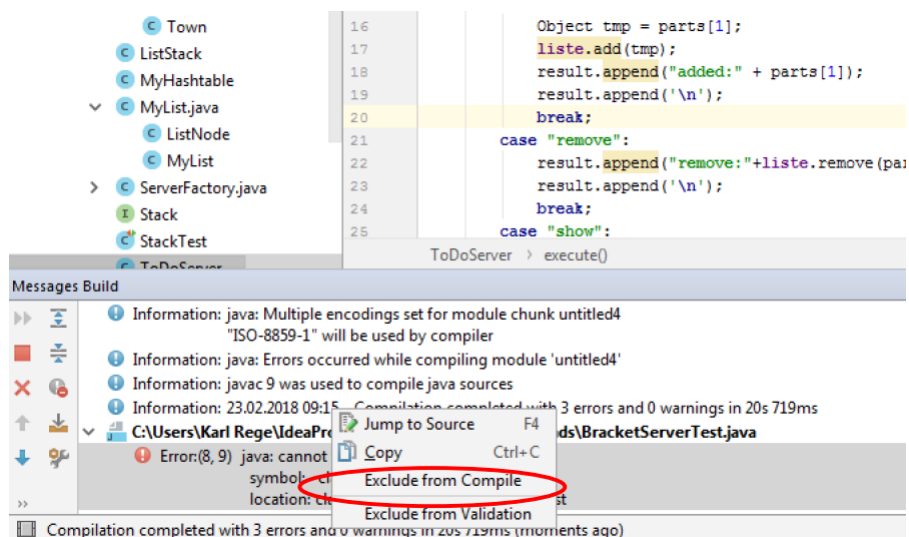 Town
ListStack
MyHashtable
MyList.java
ListNode
MyList
ServerFactory.java
I Stack
StackTest
ToDoServer
16 Object tmp = parts[1];
17 liste.add(tmp);
18 result.append("added:" + parts[1]);
19 result.append('\n');
20 break;
21 case "remove":
22 result.append("remove:"+liste.remove(par
23 result.append('\n');
24 break;
25 case "show":
ToDoServer > execute()
Messages Build
Information: java: Multiple encodings set for module chunk untitled4
"ISO-8859-1" will be used by compiler
Information: java: Errors occurred while compiling module 'untitled4'
Information: javac 9 was used to compile java sources
Information: 23.02.2018 09:15 - Compilation completed with 3 errors and 0 warnings in 20s 719ms
C:\Users\Karl Rege\IdeaPro ds\BracketServerTest.java
Error:(8, 9) java: cannot
symbol: cl
location: cl st
Jump to Source F4
Copy Ctrl+C
Exclude from Compile
Exclude from Validation
Compilation completed with 3 errors and 0 warnings in 20s 719ms (moments ago)